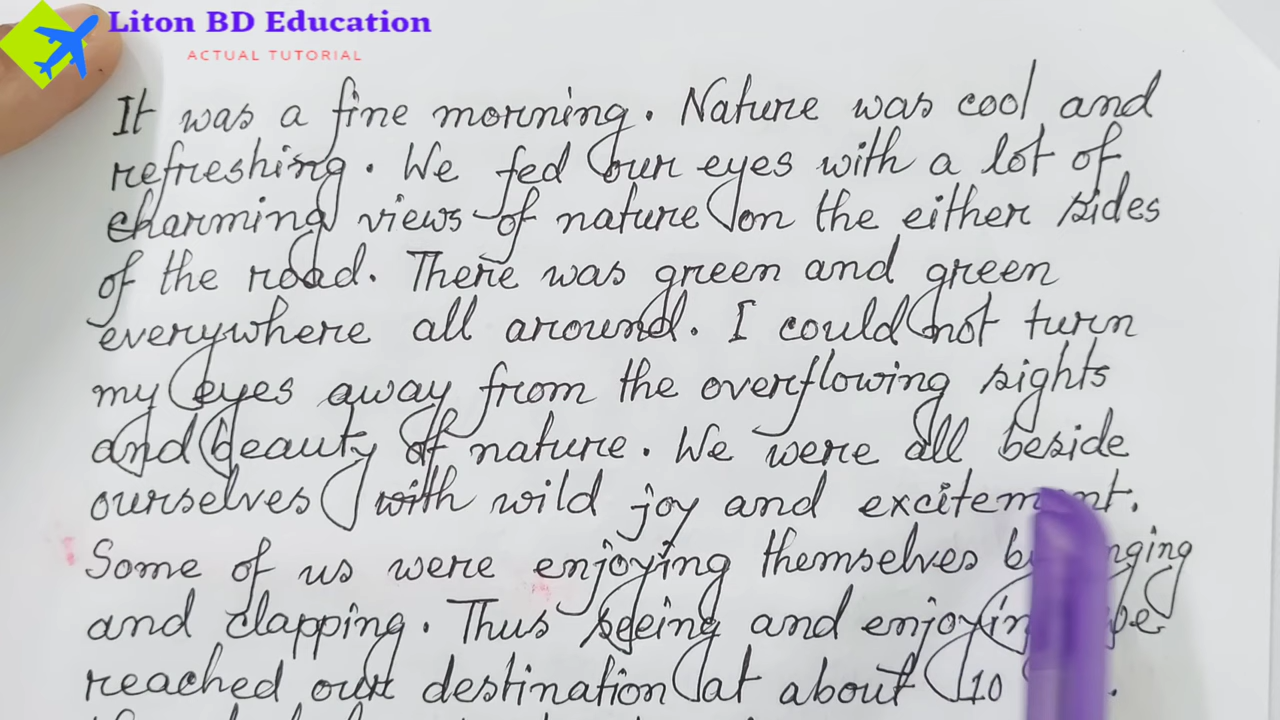 Liton BD Education
ACTUAL TUTORIAL
It was a fine morning. Nature was cool and
refreshing. We fed our eyes with a lot of
charming views of nature on the either sides
of the road. There was green and green
everywhere all around. I could not turn
my eyes away from the overflowing sights
and beauty of nature. We were all beside
ourselves with wild joy and excitement.
Some of us were enjoying themselves
and clapping. Thus seeing and enjoying
reached our destination at about 10